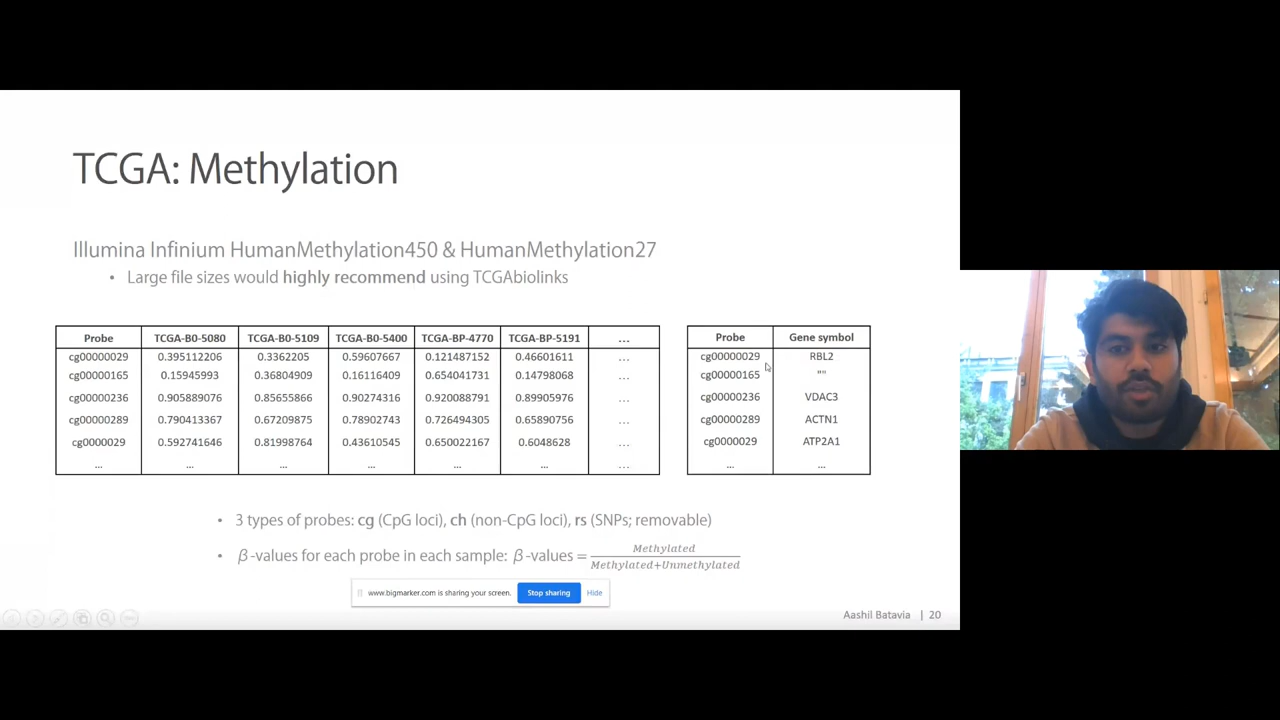 TCGA: Methylation
Illumina Infinium HumanMethylation450 & HumanMethylation27
• Large file sizes would highly recommend using TCGAbiolinks
Probe TCGA-B0-5080 TCGA-B0-5109 TCGA-B0-5400 TCGA-BP-4770 TCGA-BP-5191 ...
cg00000029 0.395112206 0.3362205 0.59607667 0.121487152 0.46601611 ...
cg00000165 0.15945993 0.36804909 0.16116409 0.654041731 0.14798068 ...
cg00000236 0.905889076 0.85655866 0.90274316 0.920088791 0.89905976 ...
cg00000289 0.790413367 0.67209875 0.78902743 0.726494305 0.65890756 ...
cg0000029 0.592741646 0.81998764 0.43610545 0.650022167 0.6048628 ...
... ... ... ... ... ... ...
Probe Gene symbol
cg00000029 RBL2
cg00000165 ""
cg00000236 VDAC3
cg00000289 ACTN1
cg0000029 ATP2A1
... ...
• 3 types of probes: cg (CpG loci), ch (non-CpG loci), rs (SNPs; removable)
• β-values for each probe in each sample: β-values = Methylated / Methylated+Unmethylated
www.bigmarker.com is sharing your screen. Stop sharing Hide
Aashil Batavia | 20